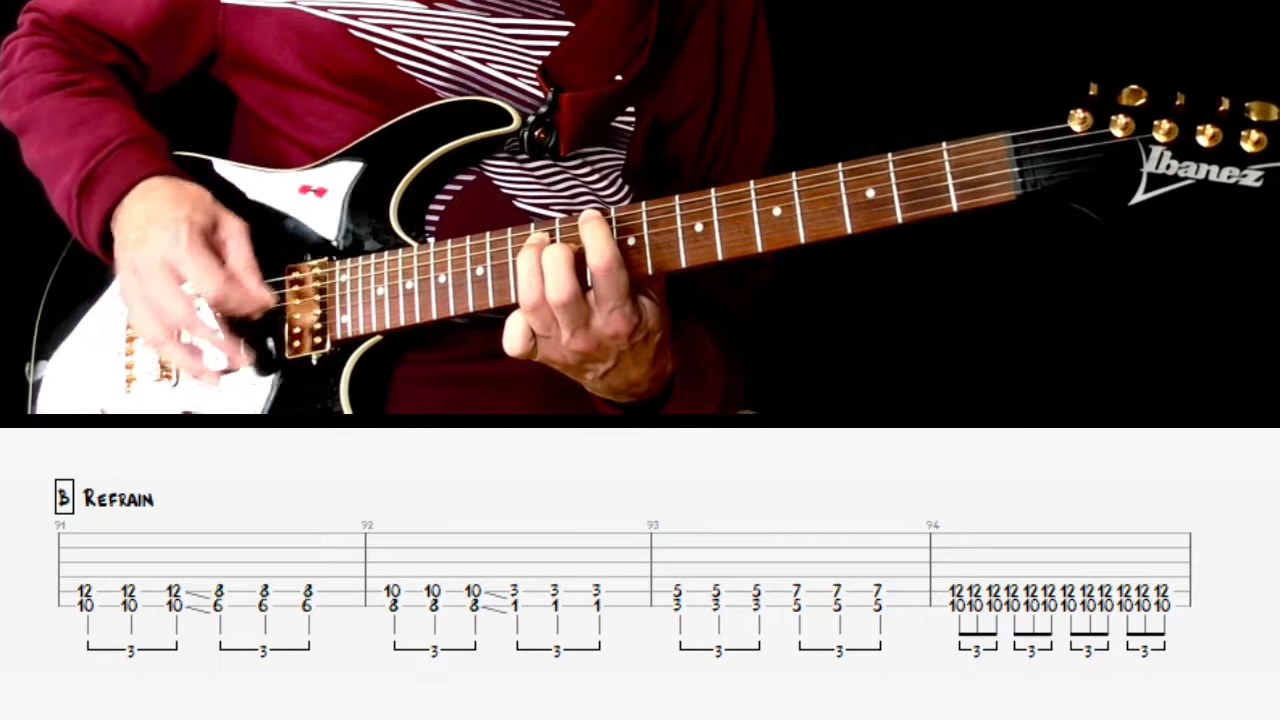 Ibanez
B REFRAIN
91 92 93 94
12 12 12 8 8 8 10 10 10 3 3 3 5 5 5 7 7 7 12 12 12 12 12 12 12 12 12 12 12 12
10 10 10 6 6 6 8 8 8 1 1 1 3 3 3 5 5 5 10 10 10 10 10 10 10 10 10 10 10 10
3 3 3 3 3 3 3 3 3 3